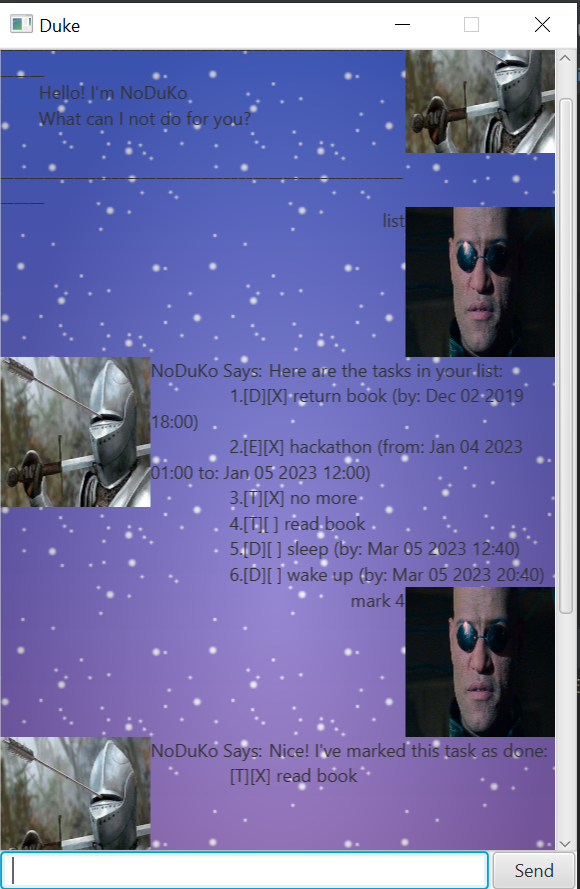 Duke
Hello! I'm NoDuKo
What can I not do for you?
list
NoDuKo Says: Here are the tasks in your list:
1.[D][X] return book (by: Dec 02 2019
18:00)
2.[E][X] hackathon (from: Jan 04 2023
01:00 to: Jan 05 2023 12:00)
3.[T][X] no more
4.[T][ ] read book
5.[D][ ] sleep (by: Mar 05 2023 12:40)
6.[D][ ] wake up (by: Mar 05 2023 20:40)
mark 4
NoDuKo Says: Nice! I've marked this task as done:
[T][X] read book
Send